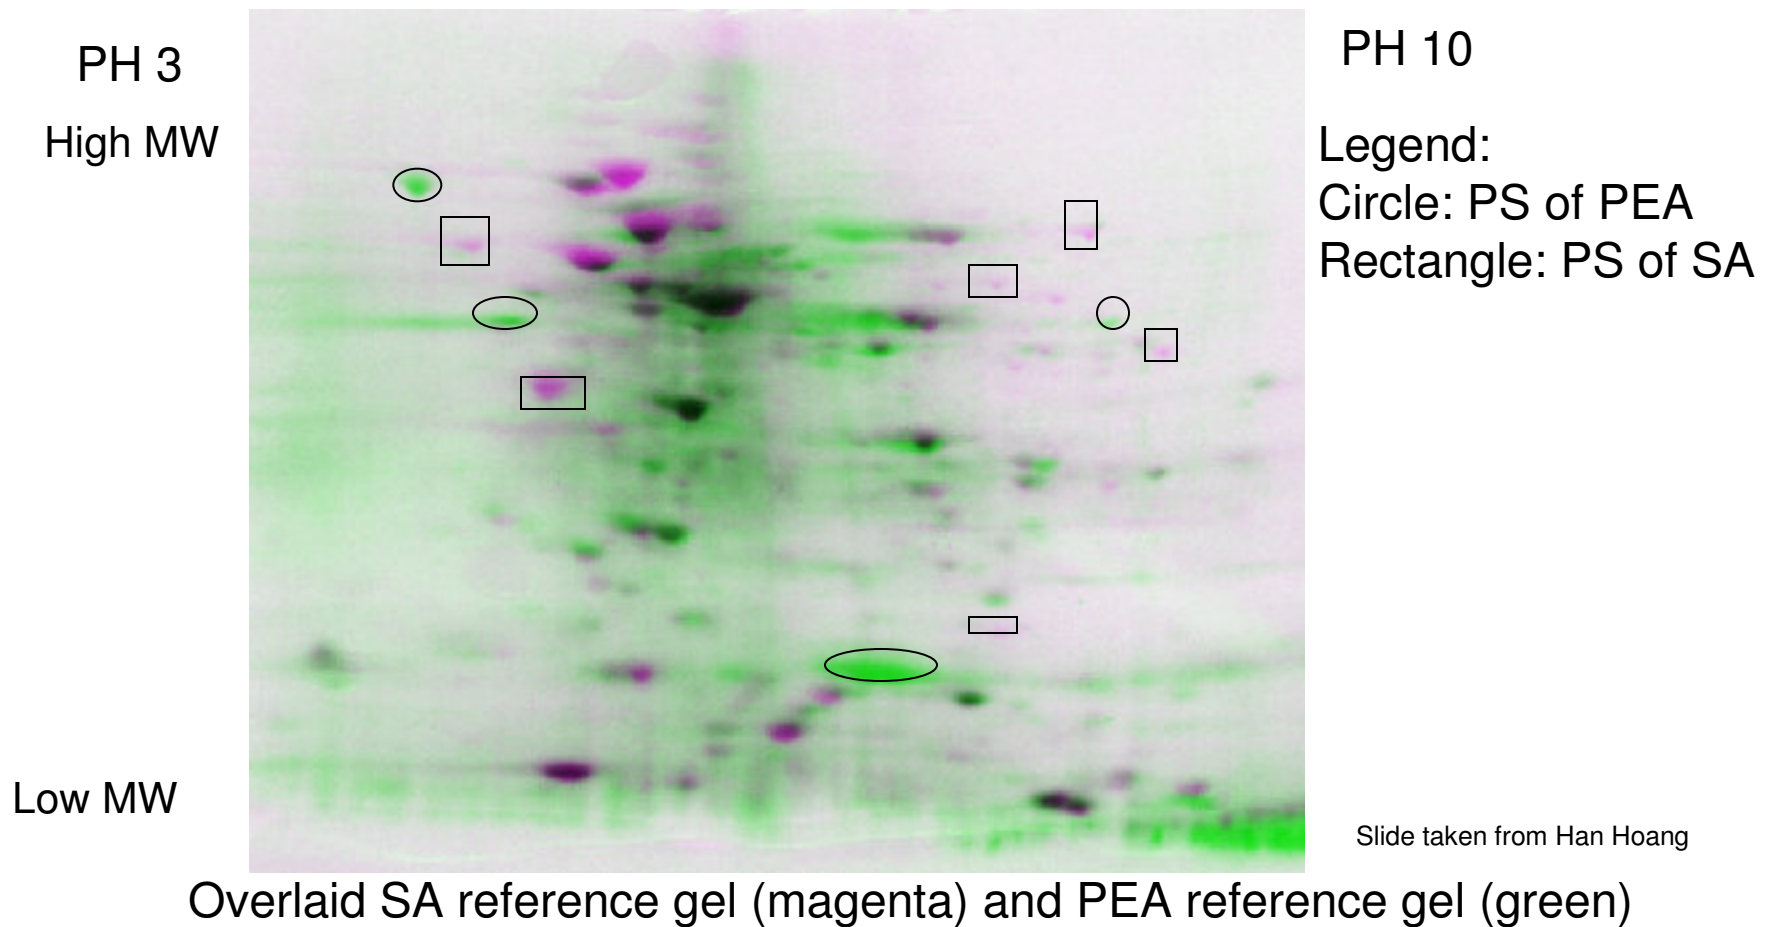 PH 3
PH 10
High MW
Legend:
Circle: PS of PEA
Rectangle: PS of SA
Low MW
Slide taken from Han Hoang
Overlaid SA reference gel (magenta) and PEA reference gel (green)